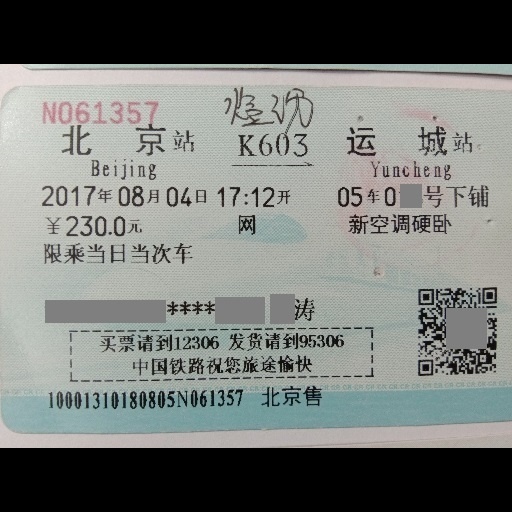 N061357
北京站 K603 运城站
Beijing Yuncheng
2017年08月04日 17:12开 05车0 号下铺
￥230.0元 网 新空调硬卧
限乘当日当次车
**** 涛
买票请到12306 发货请到95306
中国铁路祝您旅途愉快
10001310180805N061357 北京售